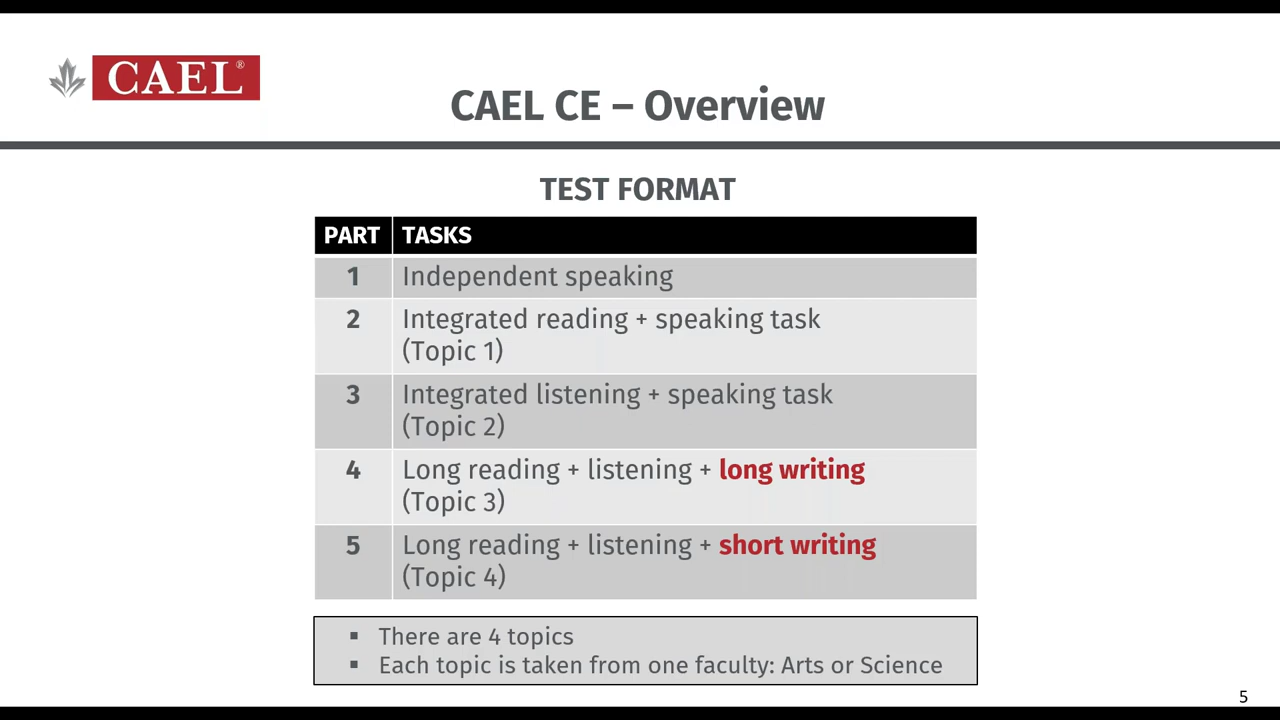 CAEL®
CAEL CE – Overview
TEST FORMAT
PART TASKS
1 Independent speaking
2 Integrated reading + speaking task
(Topic 1)
3 Integrated listening + speaking task
(Topic 2)
4 Long reading + listening + long writing
(Topic 3)
5 Long reading + listening + short writing
(Topic 4)
▪ There are 4 topics
▪ Each topic is taken from one faculty: Arts or Science
5